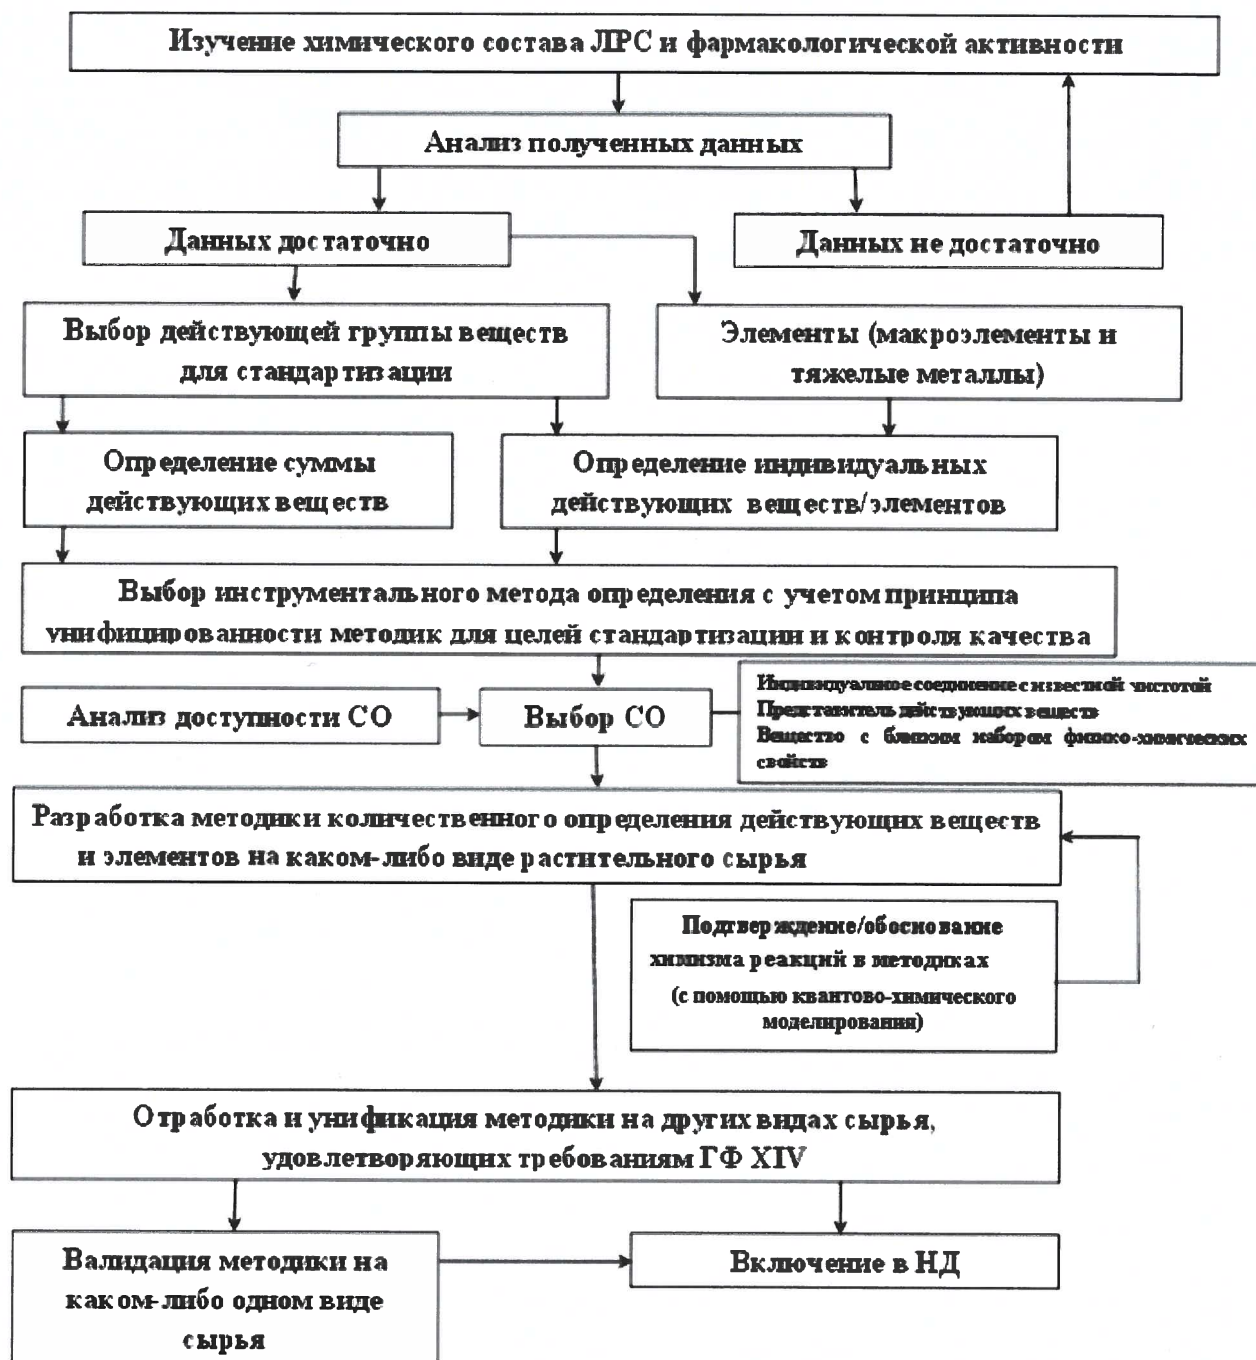 Изучение химического состава ЛРС и фармакологической активности
Анализ полученных данных
Данных достаточно
Данных не достаточно
Выбор действующей группы веществ
для стандартизации
Элементы (макроэлементы и
тяжелые металлы)
Определение суммы
действующих веществ
Определение индивидуальных
действующих веществ/элементов
Выбор инструментального метода определения с учетом принципа
унифицированности методик для целей стандартизации и контроля качества
Анализ доступности СО
Выбор СО
Индивидуальное соединение с известной чистотой
Представитель действующих веществ
Вещество с близким набором физико-химических
свойств
Разработка методики количественного определения действующих веществ
и элементов на каком-либо виде растительного сырья
Подтверждение/обоснование
химизма реакций в методиках
(с помощью квантово-химического
моделирования)
Отработка и унификация методики на других видах сырья,
удовлетворяющих требованиям ГФ XIV
Валидация методики на
каком-либо одном виде
сырья
Включение в НД